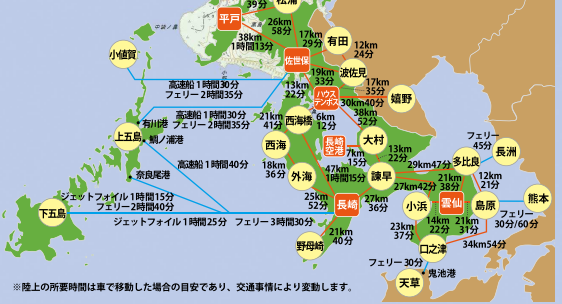 39分
松浦
平戸
26km
58分
38km
1時間13分
17km
29分
有田
12km
24分
小値賀
佐世保
波佐見
19km
33分
17km
35分
高速船 1時間30分
フェリー 2時間35分
13km
22分
ハウス
テンボス
嬉野
30km40分
高速船 1時間30分
フェリー 2時間35分
38km
52分
21km
41分
西海橋
6km
12分
有川港
上五島
鯛ノ浦港
長崎
空港
大村
フェリー
45分
長洲
西海
7km
15分
13km
22分
高速船 1時間40分
18km
36分
外海
47km
1時間15分
29km47分
多比良
奈良尾港
諫早
27km42分
21km
38分
12km
21分
ジェットフォイル 1時間15分
フェリー2時間40分
25km
52分
長崎
27km
36分
小浜
雲仙
島原
熊本
下五島
14km
22分
21km
31分
フェリー
30分/60分
ジェットフォイル 1時間25分
フェリー 3時間30分
21km
40分
23km
37分
野母崎
口之津
34km54分
フェリー 30分
鬼池港
天草
※陸上の所要時間は車で移動した場合の目安であり、交通事情により変動します。